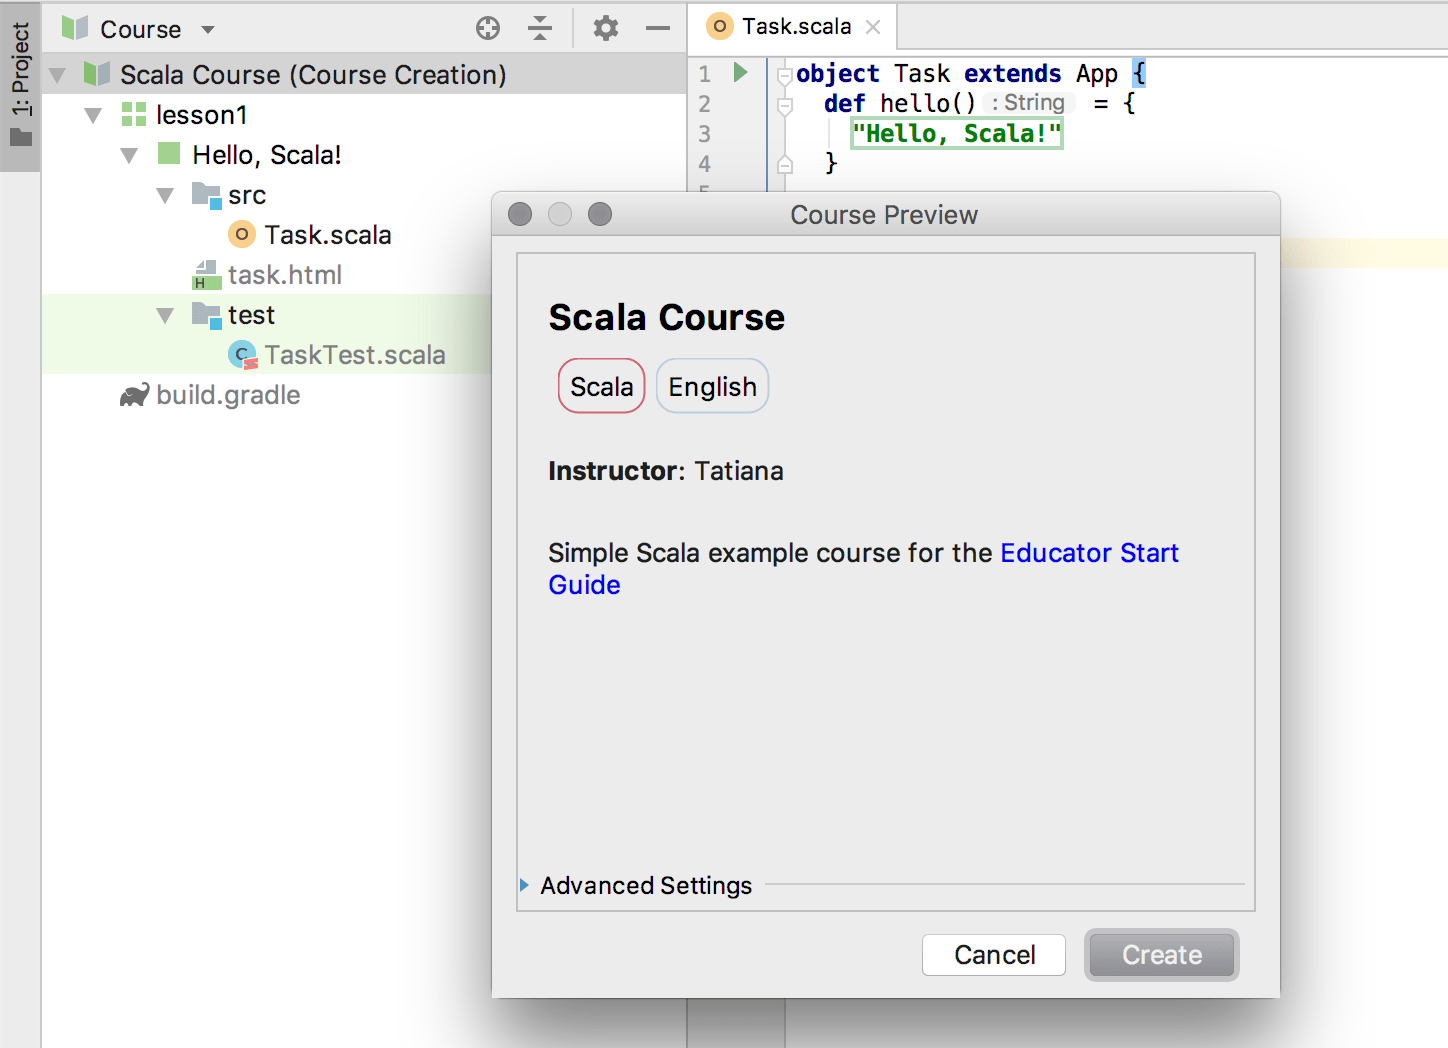 1: Project
Course
Scala Course (Course Creation)
lesson1
Hello, Scala!
src
O Task.scala
H task.html
test
C TaskTest.scala
build.gradle
O Task.scala
1 object Task extends App {
2 def hello() : String = {
3 "Hello, Scala!"
4 }
Course Preview
Scala Course
Scala English
Instructor: Tatiana
Simple Scala example course for the Educator Start
Guide
Advanced Settings
Cancel Create